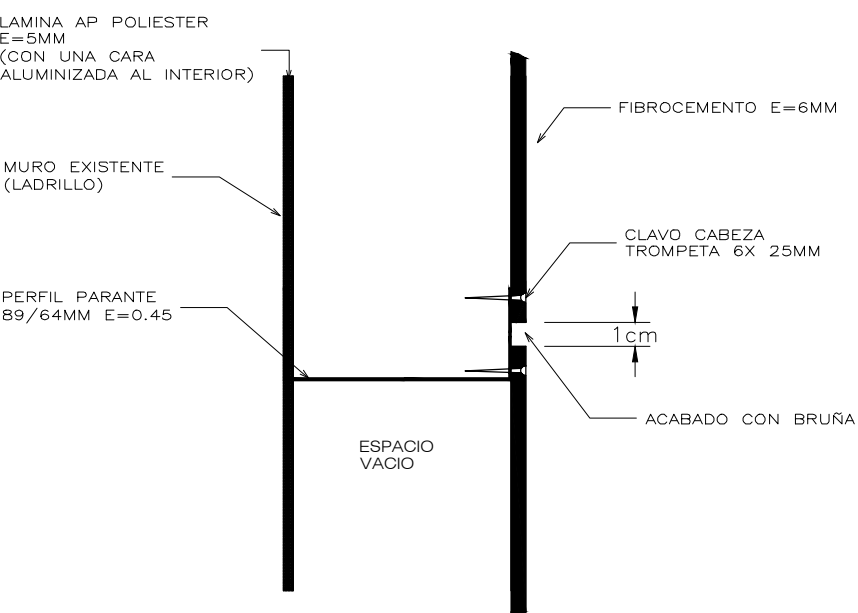 LAMINA AP POLIESTER
E=5MM
(CON UNA CARA
ALUMINIZADA AL INTERIOR)
FIBROCEMENTO E=6MM
MURO EXISTENTE
(LADRILLO)
CLAVO CABEZA
TROMPETA 6X 25MM
PERFIL PARANTE
89/64MM E=0.45
1cm
ACABADO CON BRUÑA
ESPACIO
VACIO